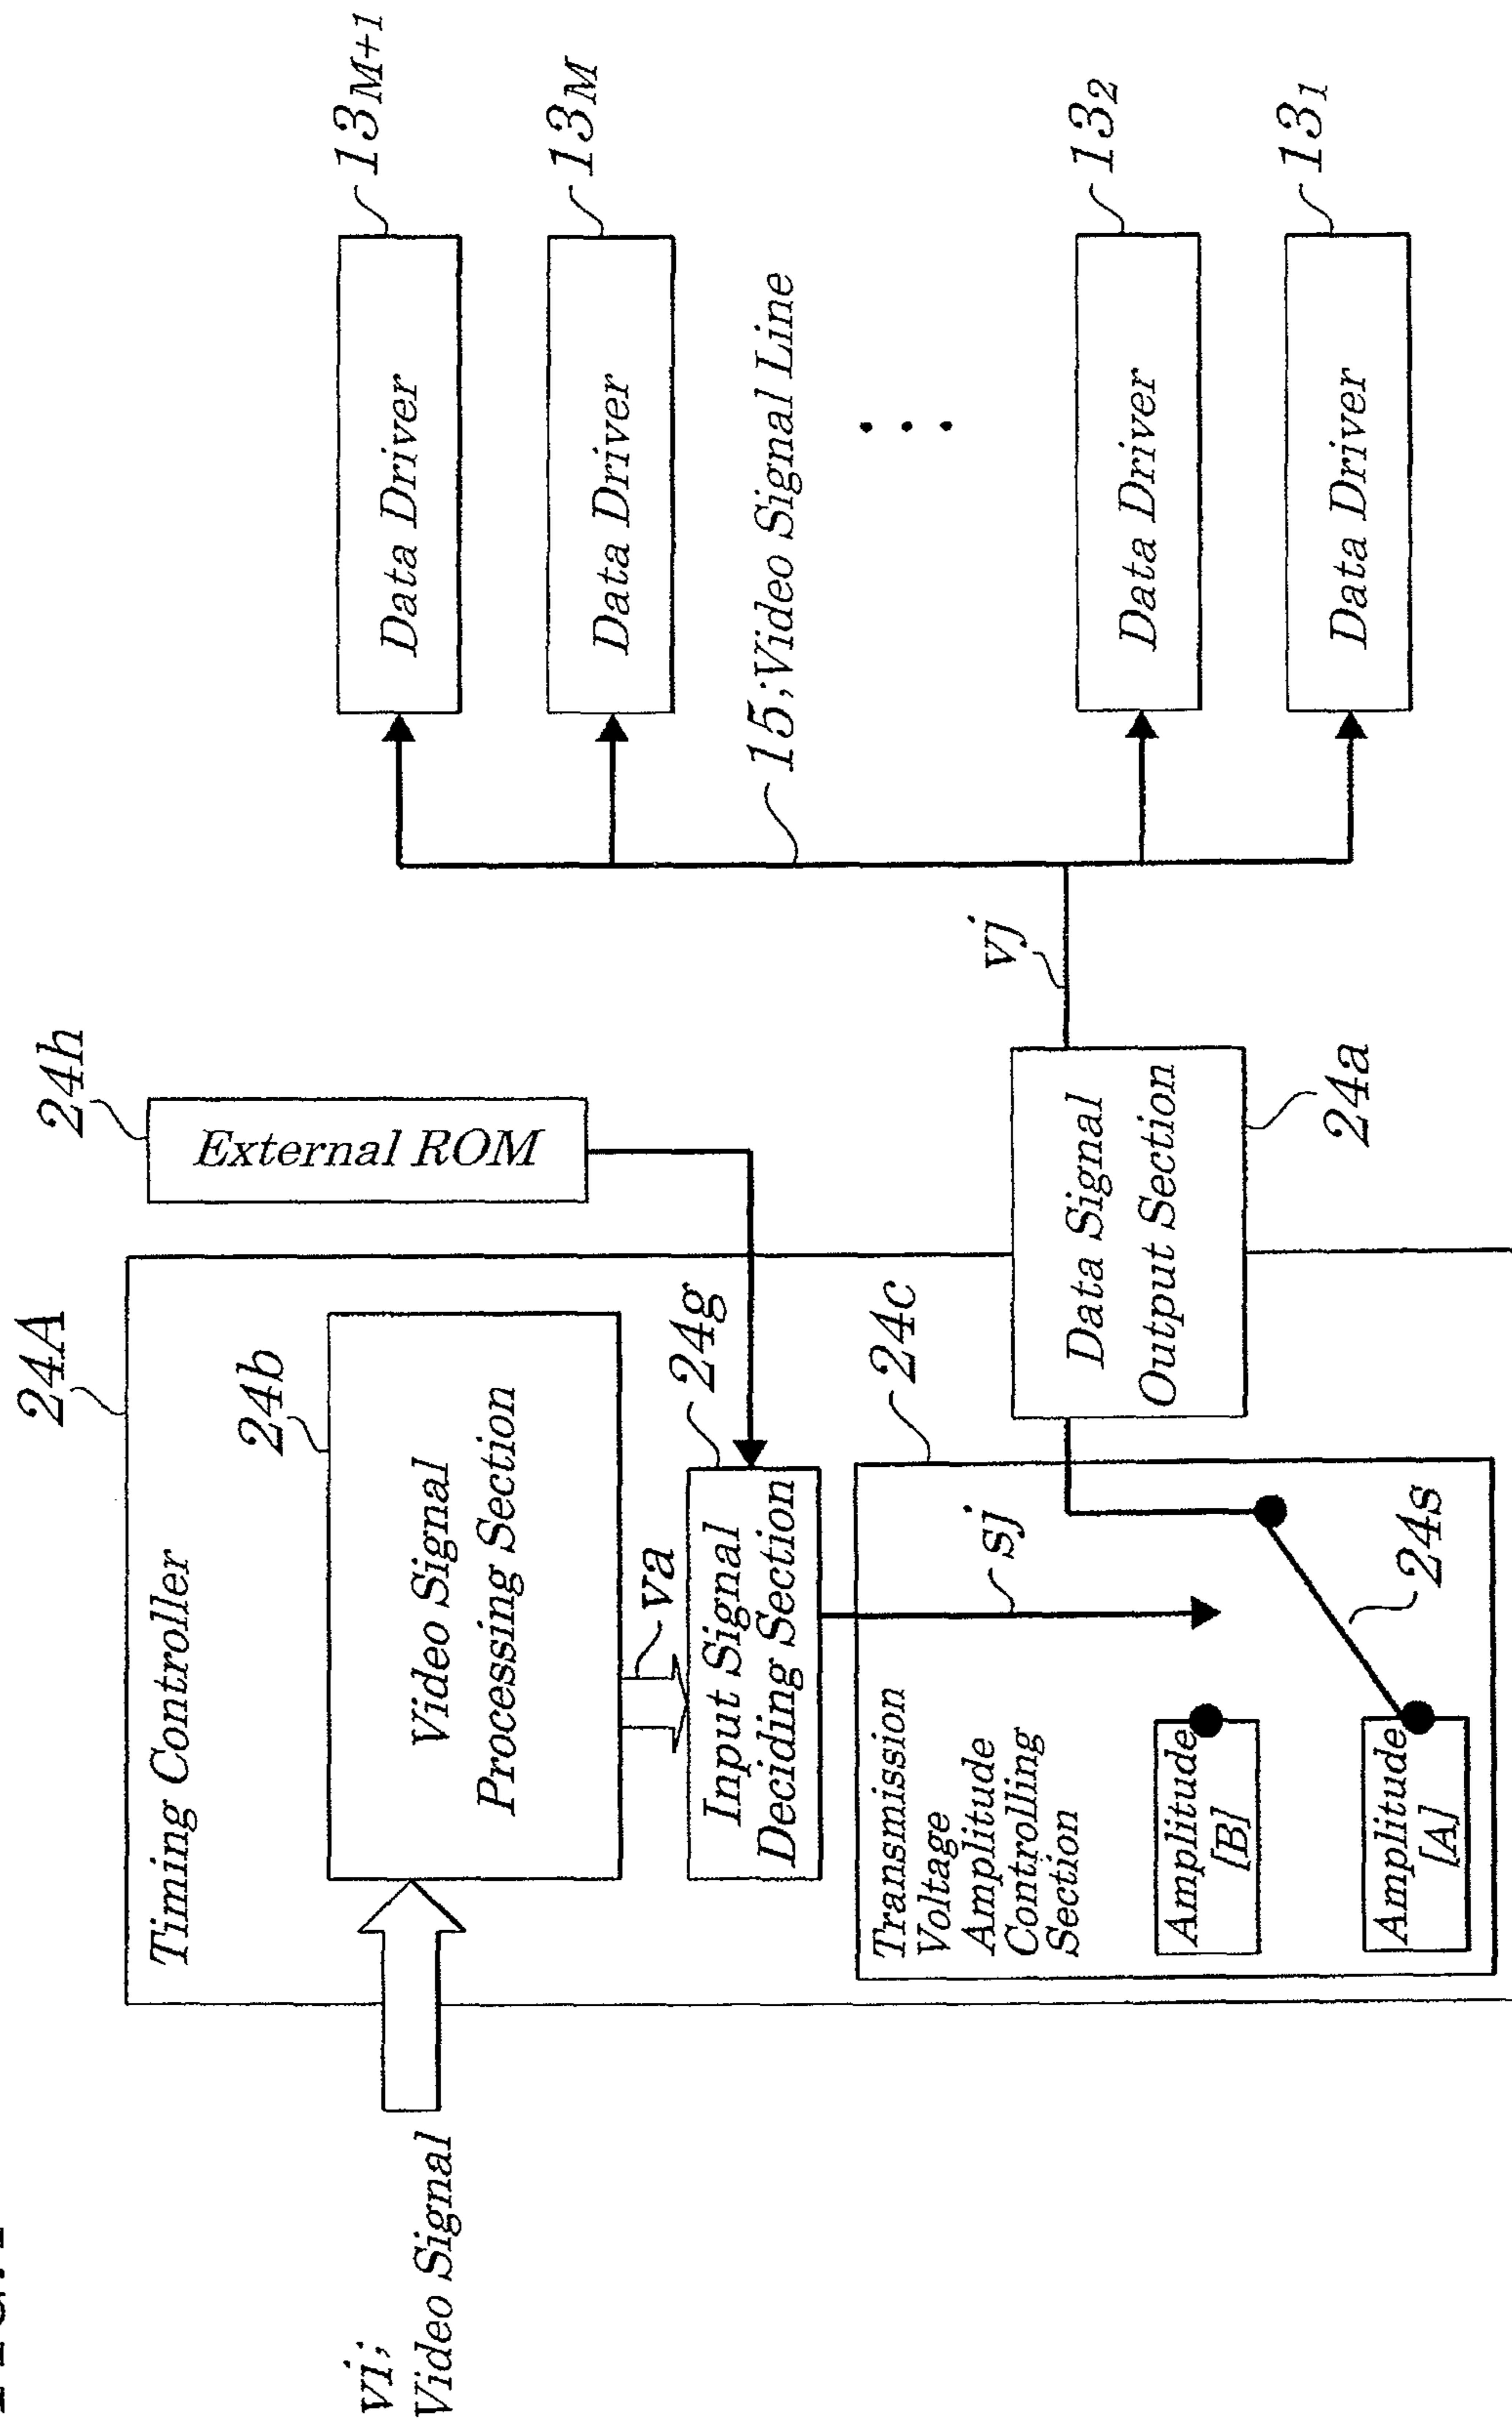 24A
Timing Controller
24b
Video Signal
Processing Section
vi;
Video Signal
va
24g
Input Signal
Deciding Section
24h
External ROM
24c
Transmission
Voltage
Amplitude
Controlling
Section
sj
Amplitude
[B]
Amplitude
[A]
24s
Data Signal
Output Section
24a
vj
15;Video Signal Line
Data Driver
13M+1
Data Driver
13M
Data Driver
132
Data Driver
131